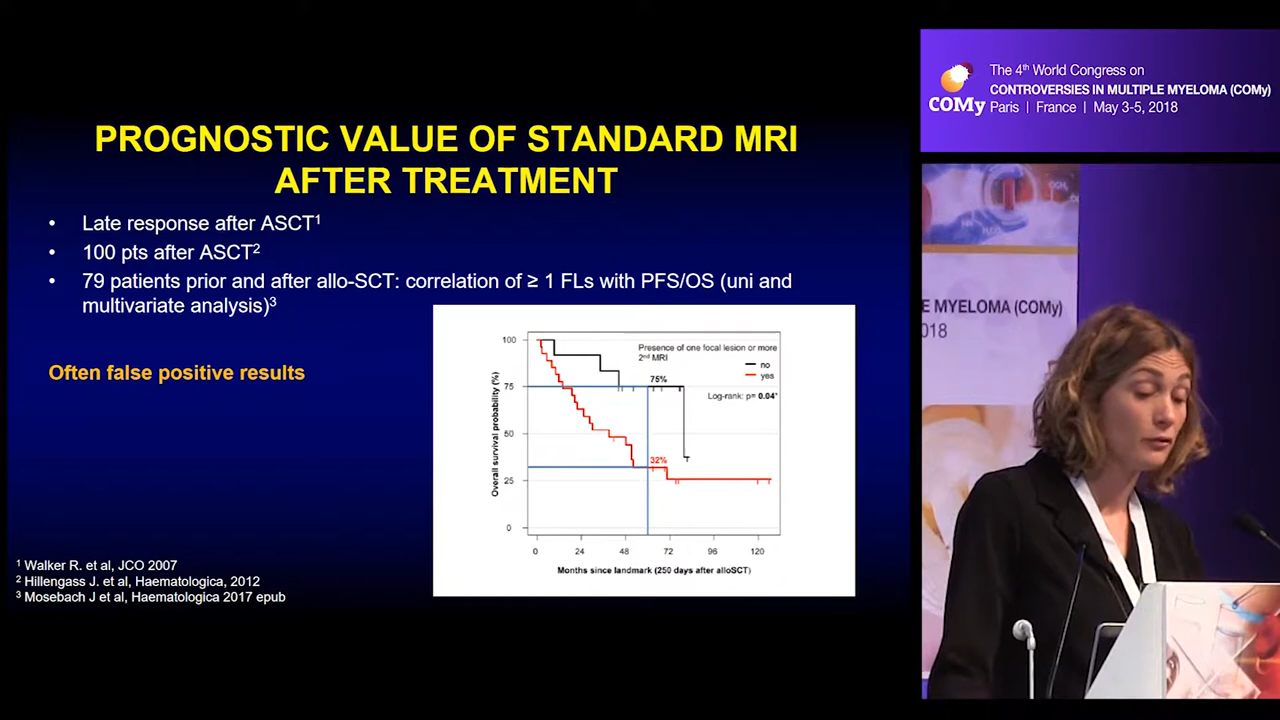 The 4th World Congress on
CONTROVERSIES IN MULTIPLE MYELOMA (COMy)
COMy
Paris | France | May 3-5, 2018
PROGNOSTIC VALUE OF STANDARD MRI
AFTER TREATMENT
• Late response after ASCT1
• 100 pts after ASCT2
• 79 patients prior and after allo-SCT: correlation of ≥ 1 FLs with PFS/OS (uni and
multivariate analysis)3
Often false positive results
Presence of one focal lesion or more
2nd MRI
no
yes
Log-rank: p= 0.04*
75%
32%
Overall survival probability (%)
100
75
50
25
0
0 24 48 72 96 120
Months since landmark (250 days after alloSCT)
1 Walker R. et al, JCO 2007
2 Hillengass J. et al, Haematologica, 2012
3 Mosebach J et al, Haematologica 2017 epub
E MYELOMA (COMy)
018